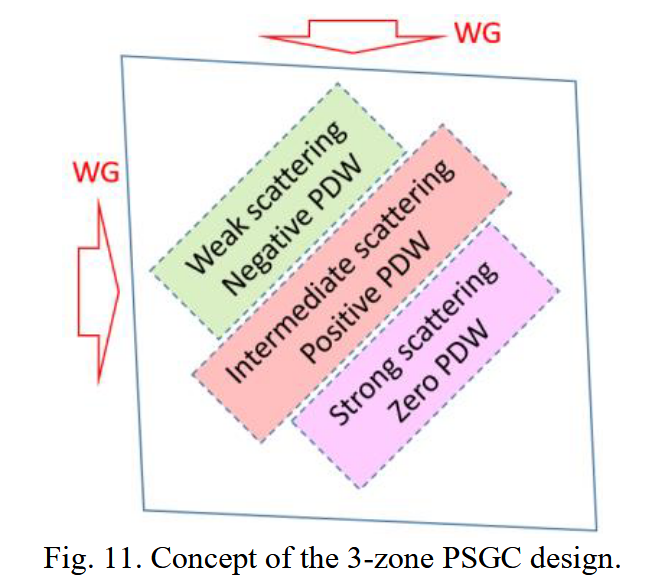 WG
WG
Weak scattering
Negative PDW
Intermediate scattering
Positive PDW
Strong scattering
Zero PDW
Fig. 11. Concept of the 3-zone PSGC design.